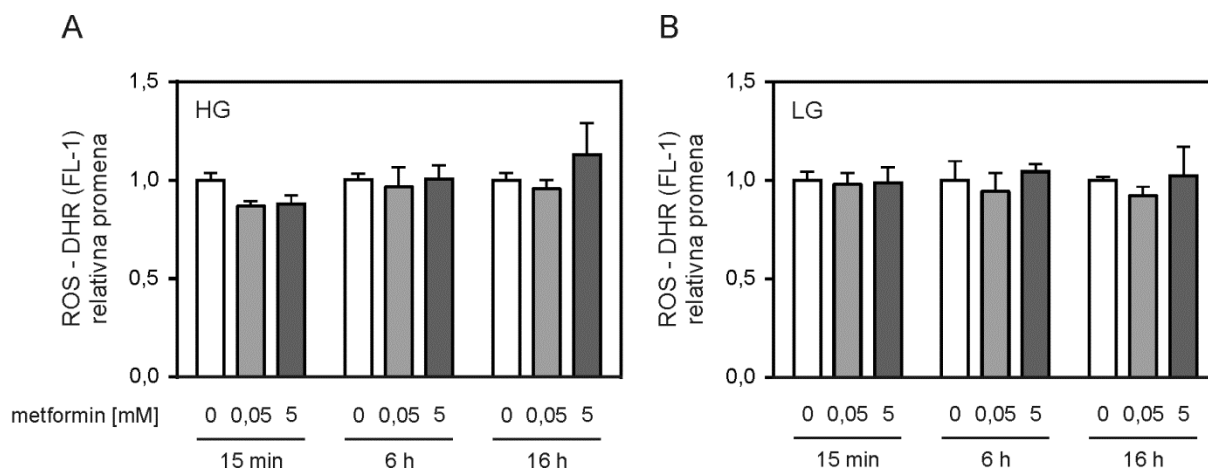 A
ROS - DHR (FL-1)
relativna promena
1,5
1,0
0,5
0,0
HG
metformin [mM]
0 0,05 5 0 0,05 5 0 0,05 5
15 min 6 h 16 h
B
ROS - DHR (FL-1)
relativna promena
1,5
1,0
0,5
0,0
LG
0 0,05 5 0 0,05 5 0 0,05 5
15 min 6 h 16 h